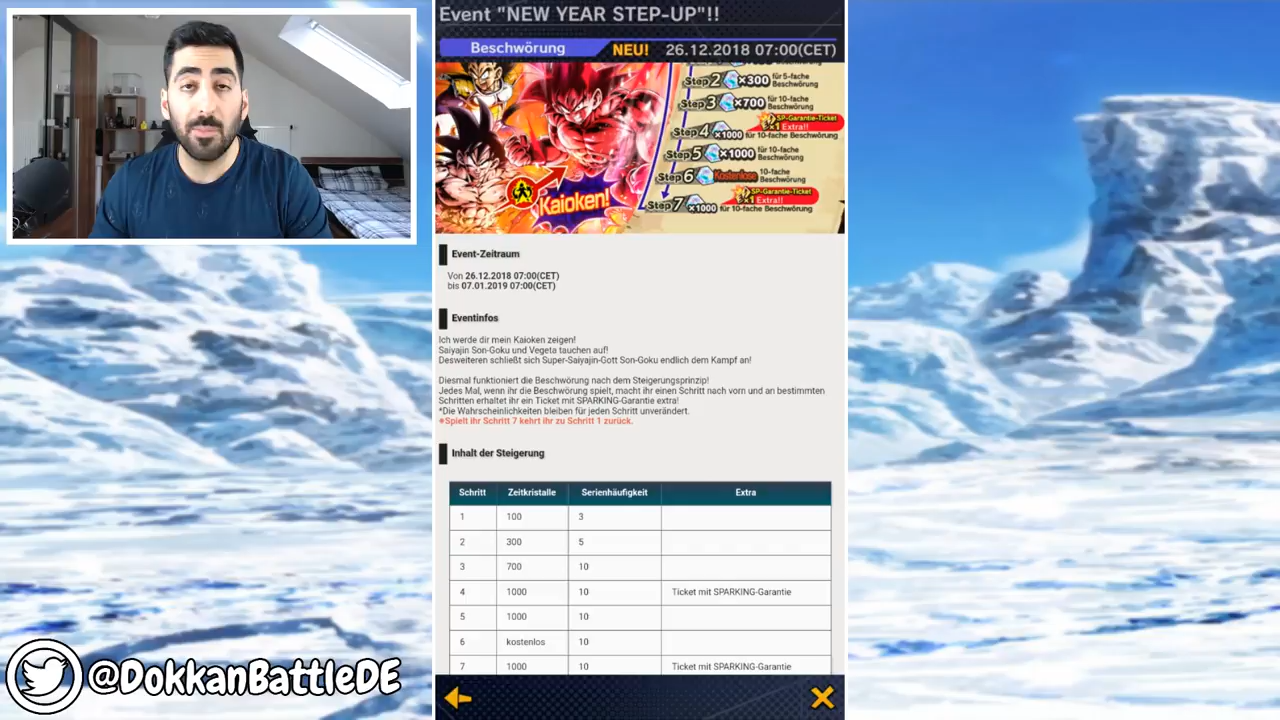 Event "NEW YEAR STEP-UP"!!
Beschwörung NEU! 26.12.2018 07:00(CET)
Step 2 ×300 für 5-fache Beschwörung
Step 3 ×700 für 10-fache Beschwörung
SP-Garantie-Ticket
×1 Extra!!
Step 4 ×1000 für 10-fache Beschwörung
Step 5 ×1000 für 10-fache Beschwörung
Step 6 Kostenlose 10-fache Beschwörung
SP-Garantie-Ticket
×1 Extra!!
Step 7 ×1000 für 10-fache Beschwörung
Kaioken!
Event-Zeitraum
Von 26.12.2018 07:00(CET)
bis 07.01.2019 07:00(CET)
Eventinfos
Ich werde dir mein Kaioken zeigen!
Saiyajin Son-Goku und Vegeta tauchen auf!
Desweiteren schließt sich Super-Saiyajin-Gott Son-Goku endlich dem Kampf an!
Diesmal funktioniert die Beschwörung nach dem Steigerungsprinzip!
Jedes Mal, wenn ihr die Beschwörung spielt, macht ihr einen Schritt nach vorn und an bestimmten
Schritten erhaltet ihr ein Ticket mit SPARKING-Garantie extra!
*Die Wahrscheinlichkeiten bleiben für jeden Schritt unverändert.
※Spielt ihr Schritt 7 kehrt ihr zu Schritt 1 zurück.
Inhalt der Steigerung
Schritt Zeitkristalle Serienhäufigkeit Extra
1 100 3
2 300 5
3 700 10
4 1000 10 Ticket mit SPARKING-Garantie
5 1000 10
6 kostenlos 10
7 1000 10 Ticket mit SPARKING-Garantie
@DokkanBattleDE